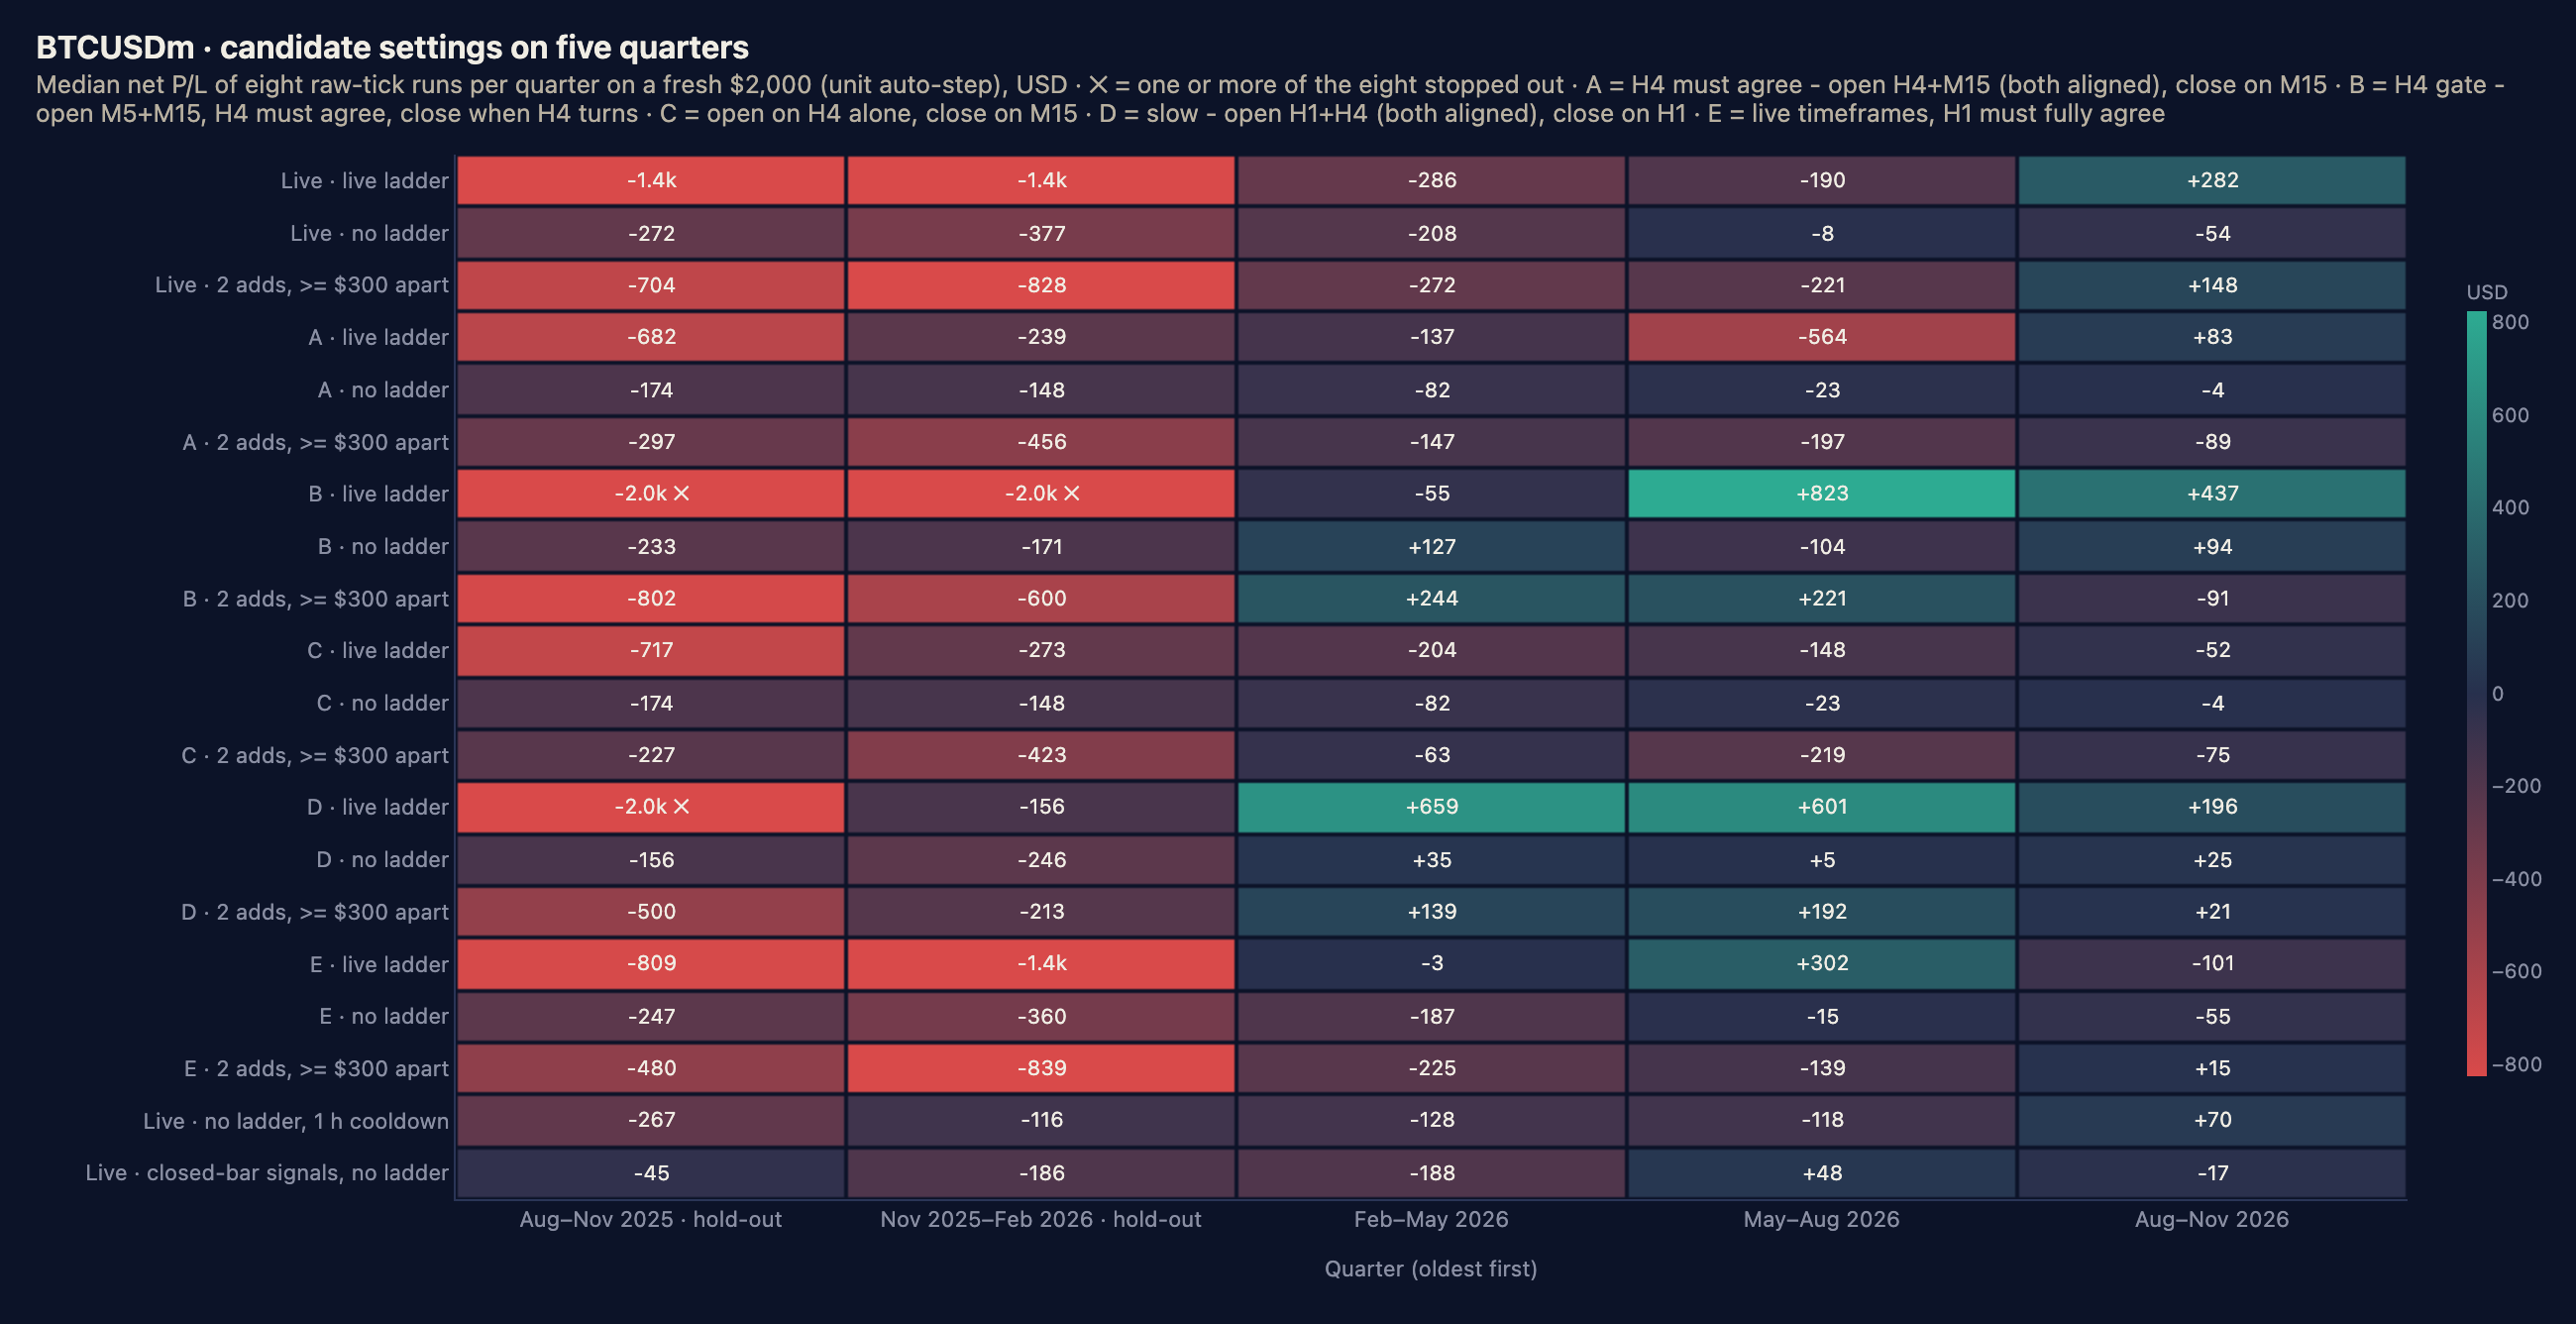 BTCUSDm · candidate settings on five quarters
Median net P/L of eight raw-tick runs per quarter on a fresh $2,000 (unit auto-step), USD · ✕ = one or more of the eight stopped out · A = H4 must agree - open H4+M15 (both aligned), close on M15 · B = H4 gate -
open M5+M15, H4 must agree, close when H4 turns · C = open on H4 alone, close on M15 · D = slow - open H1+H4 (both aligned), close on H1 · E = live timeframes, H1 must fully agree
Live · live ladder -1.4k -1.4k -286 -190 +282
Live · no ladder -272 -377 -208 -8 -54
Live · 2 adds, >= $300 apart -704 -828 -272 -221 +148
A · live ladder -682 -239 -137 -564 +83
A · no ladder -174 -148 -82 -23 -4
A · 2 adds, >= $300 apart -297 -456 -147 -197 -89
B · live ladder -2.0k ✕ -2.0k ✕ -55 +823 +437
B · no ladder -233 -171 +127 -104 +94
B · 2 adds, >= $300 apart -802 -600 +244 +221 -91
C · live ladder -717 -273 -204 -148 -52
C · no ladder -174 -148 -82 -23 -4
C · 2 adds, >= $300 apart -227 -423 -63 -219 -75
D · live ladder -2.0k ✕ -156 +659 +601 +196
D · no ladder -156 -246 +35 +5 +25
D · 2 adds, >= $300 apart -500 -213 +139 +192 +21
E · live ladder -809 -1.4k -3 +302 -101
E · no ladder -247 -360 -187 -15 -55
E · 2 adds, >= $300 apart -480 -839 -225 -139 +15
Live · no ladder, 1 h cooldown -267 -116 -128 -118 +70
Live · closed-bar signals, no ladder -45 -186 -188 +48 -17
Aug–Nov 2025 · hold-out Nov 2025–Feb 2026 · hold-out Feb–May 2026 May–Aug 2026 Aug–Nov 2026
Quarter (oldest first)
USD
800
600
400
200
0
−200
−400
−600
−800